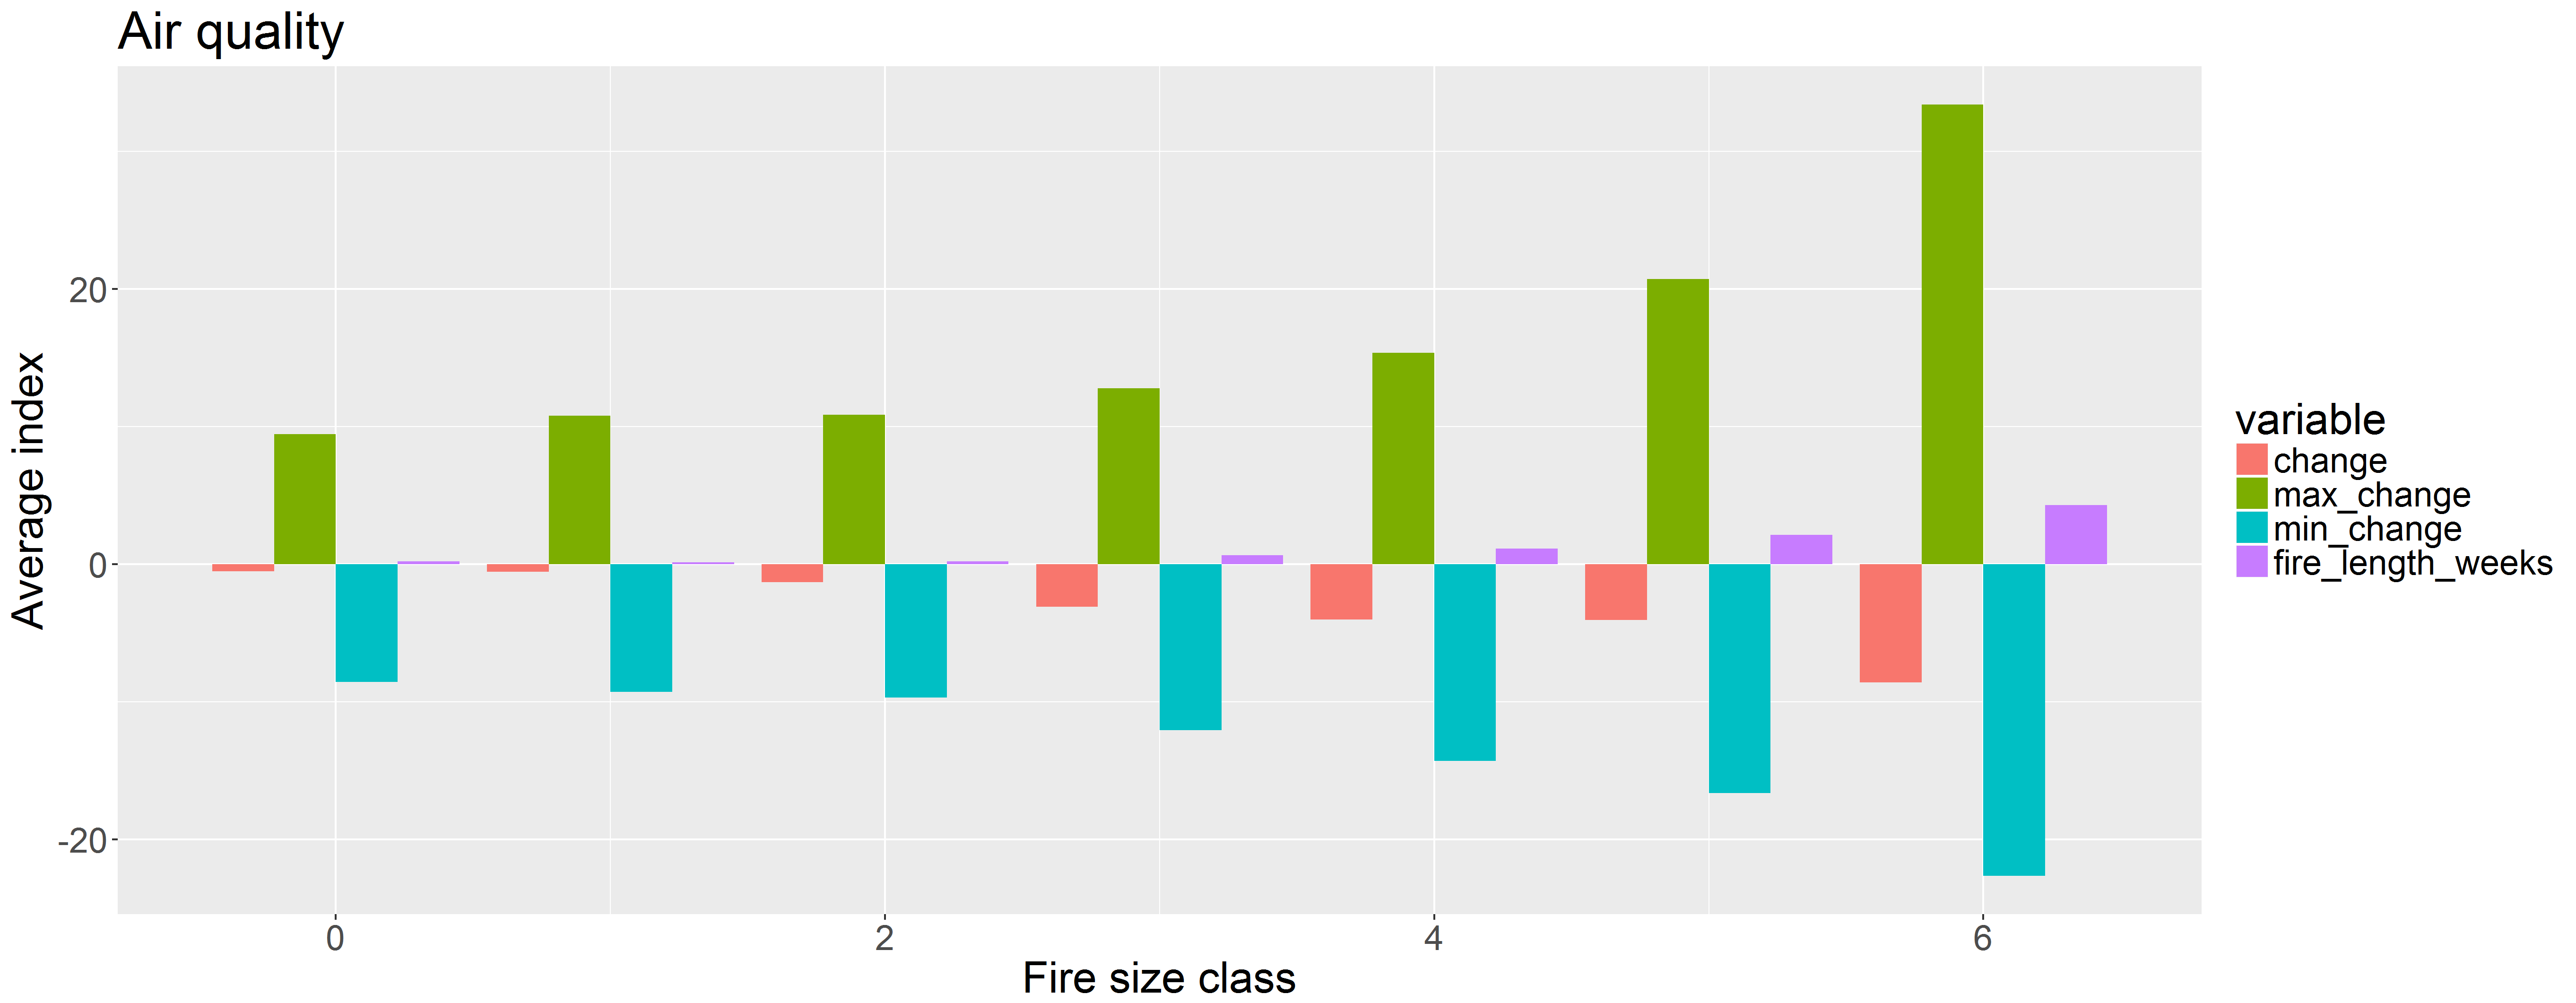 Air quality
Average index
20
0
-20
0 2 4 6
Fire size class
variable
change
max_change
min_change
fire_length_weeks